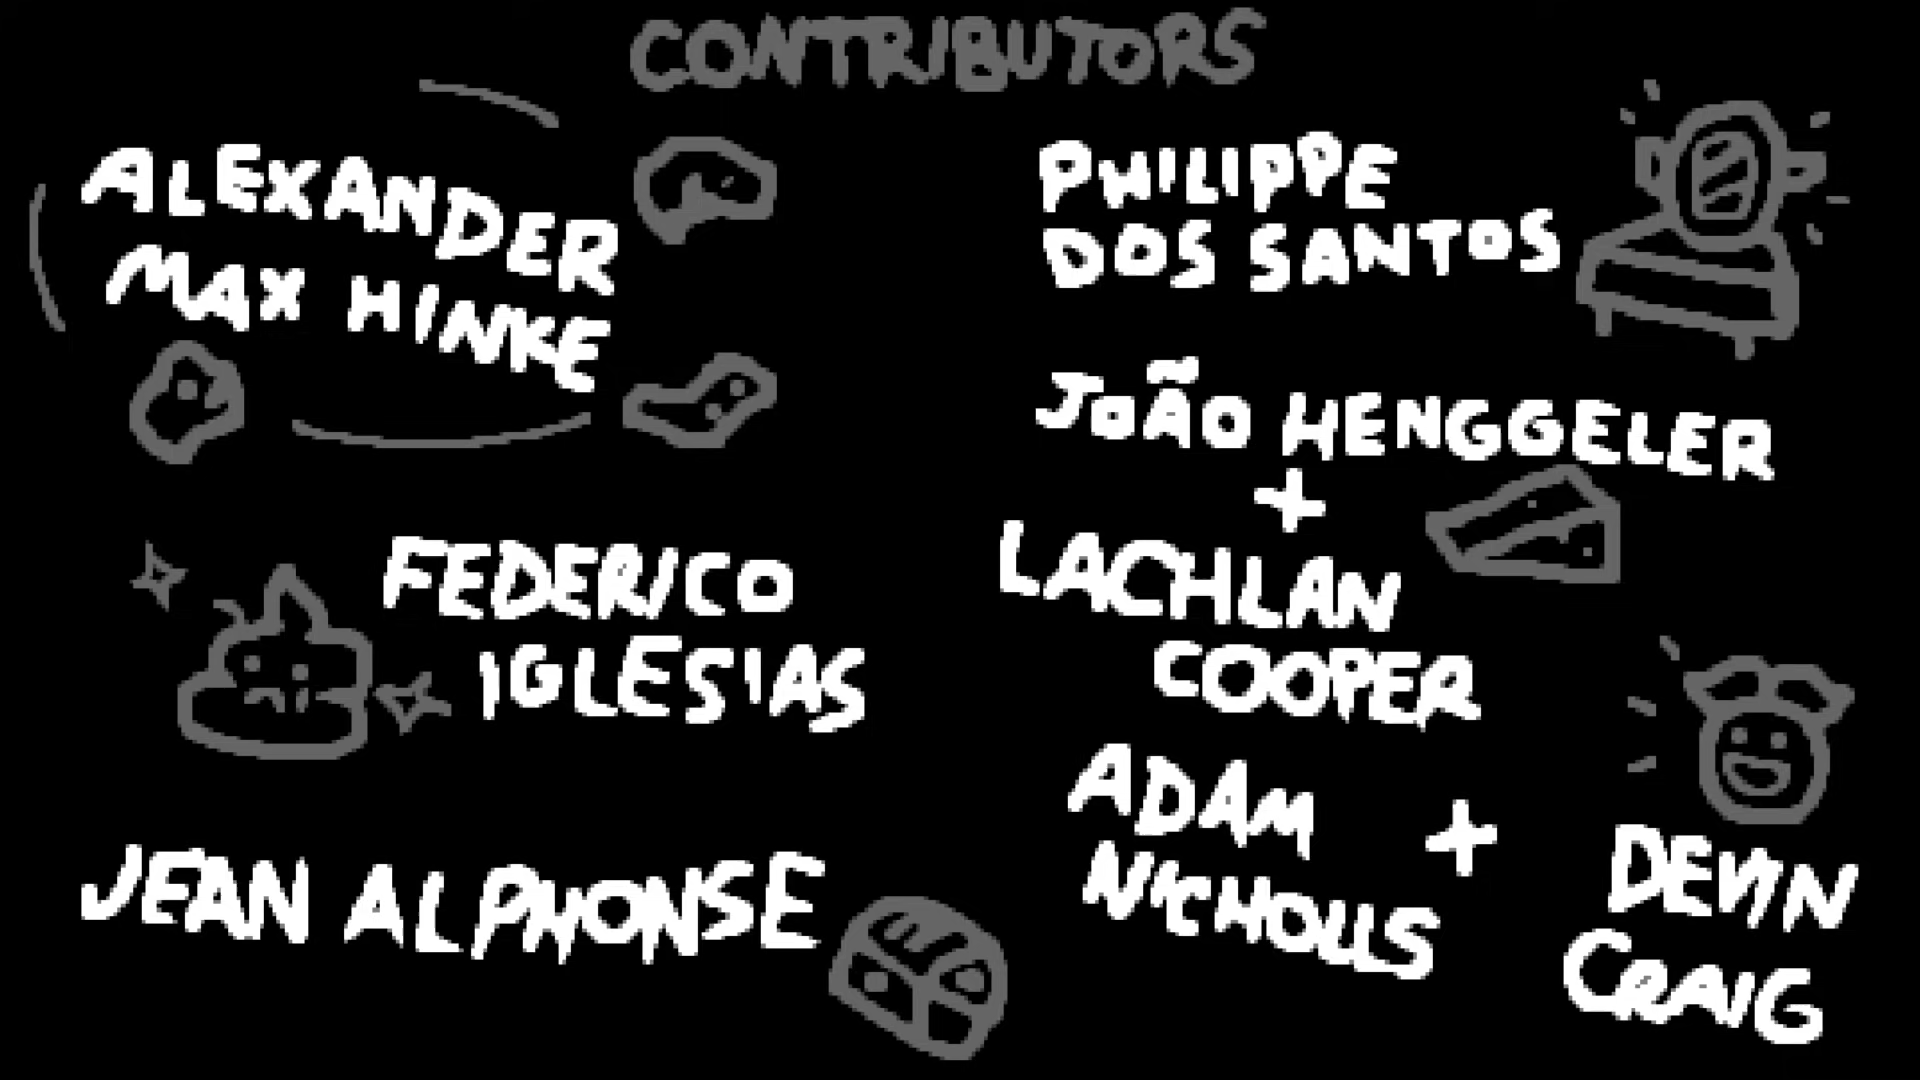 CONTRIBUTORS
ALEXANDER
MAX HINKE
FEDERICO
IGLESIAS
JEAN ALPHONSE
PHILIPPE
DOS SANTOS
JOÃO HENGGELER
+
LACHLAN
COOPER
ADAM
NICHOLLS
+
DEVIN
CRAIG